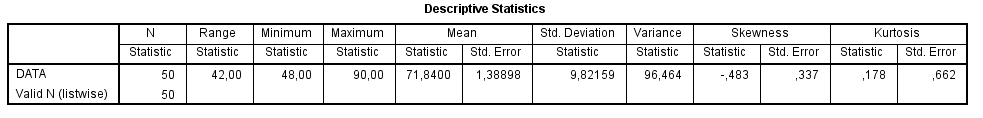 Descriptive Statistics
N Range Minimum Maximum Mean Std. Deviation Variance Skewness Kurtosis
Statistic Statistic Statistic Statistic Statistic Std. Error Statistic Statistic Statistic Std. Error Statistic Std. Error
DATA 50 42,00 48,00 90,00 71,8400 1,38898 9,82159 96,464 -,483 ,337 ,178 ,662
Valid N (listwise) 50